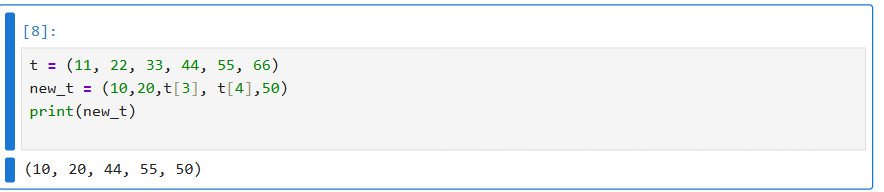 [8]:
t = (11, 22, 33, 44, 55, 66)
new_t = (10,20,t[3], t[4],50)
print(new_t)
(10, 20, 44, 55, 50)